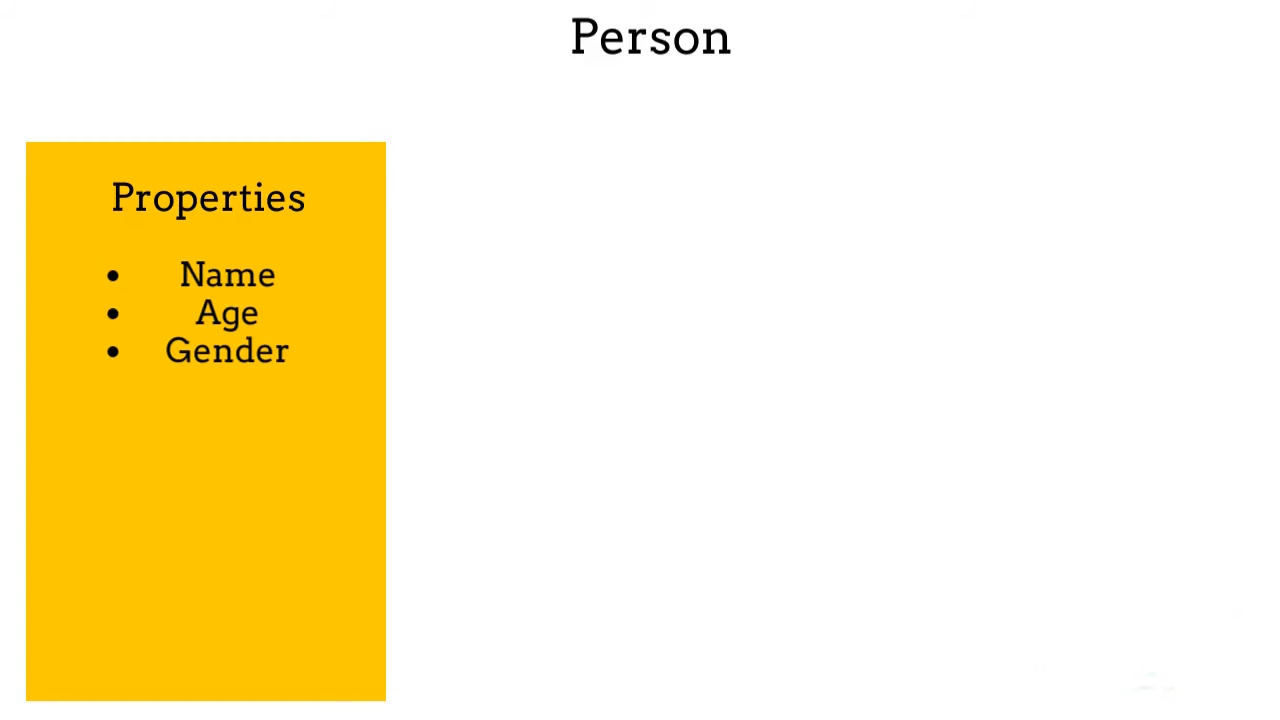 Person
Properties
• Name
• Age
• Gender